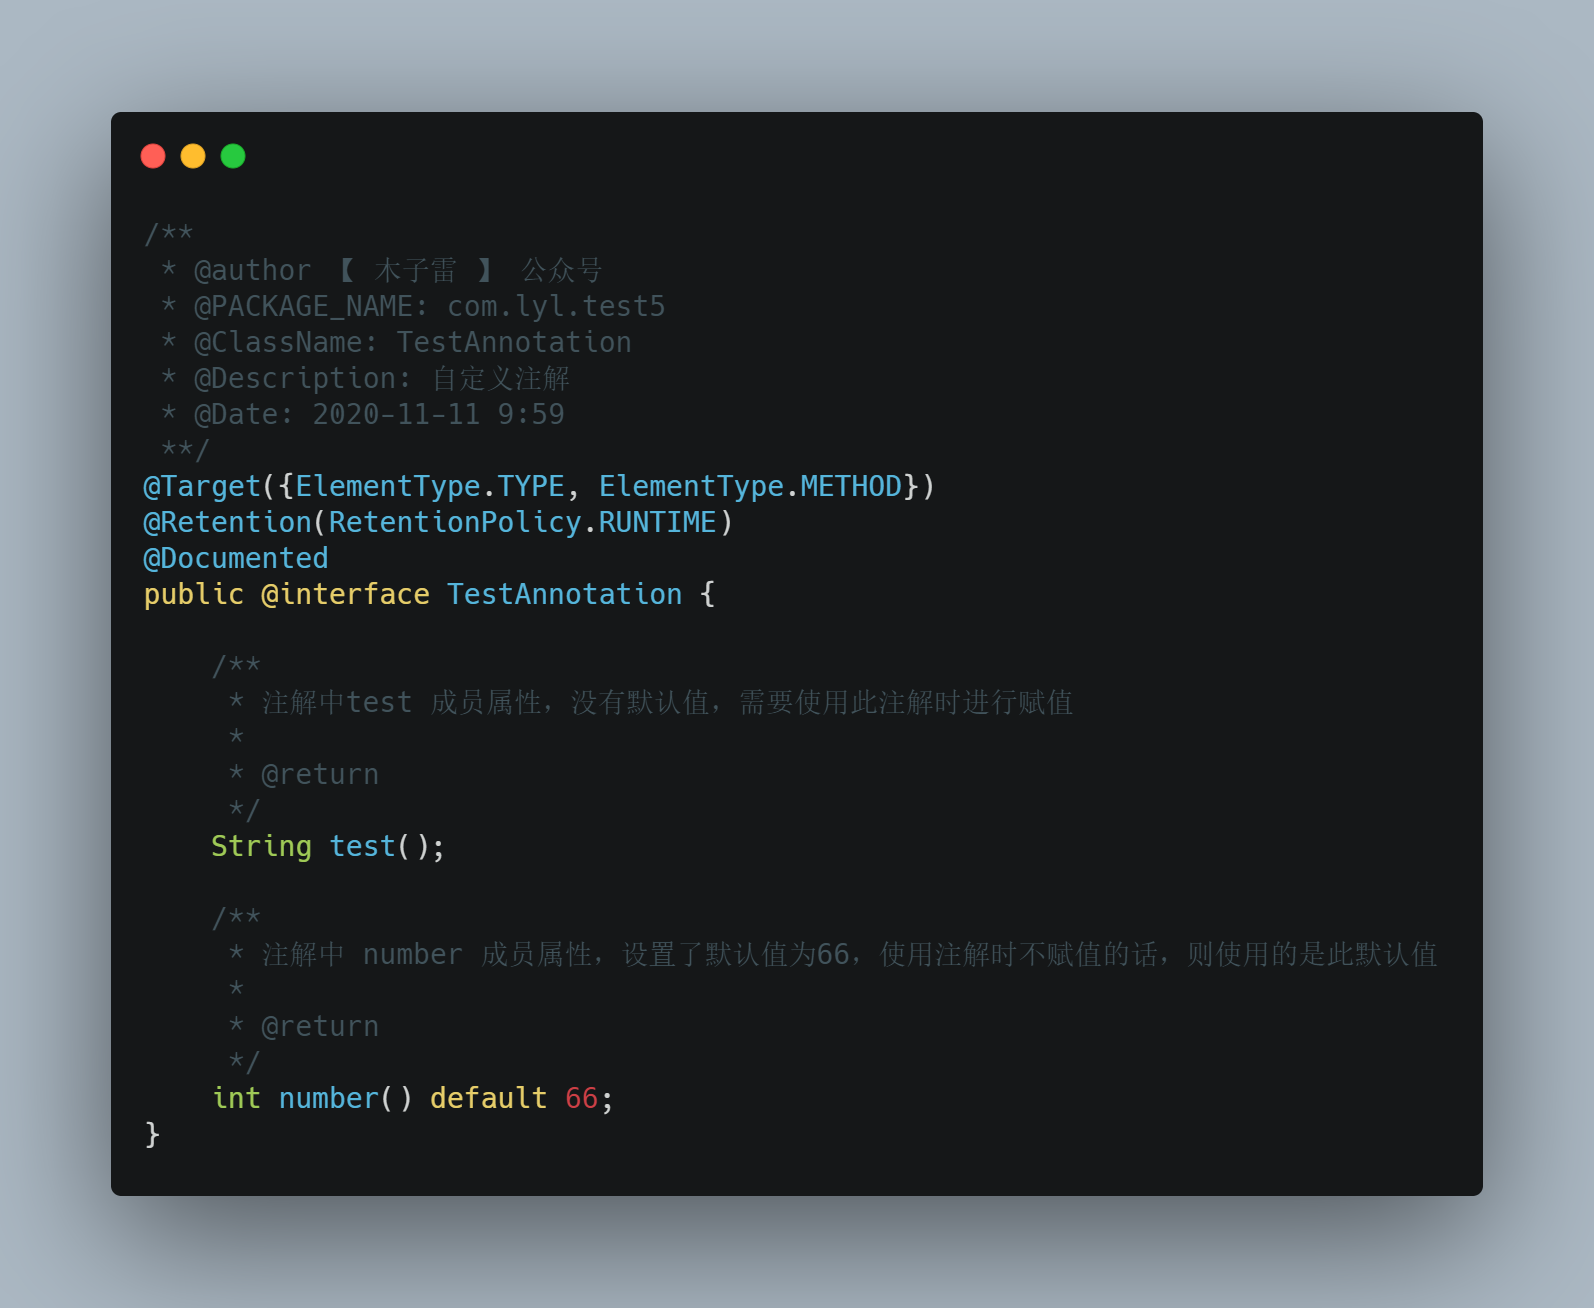 /**
 * @author 【 木子雷 】 公众号
 * @PACKAGE_NAME: com.lyl.test5
 * @ClassName: TestAnnotation
 * @Description: 自定义注解
 * @Date: 2020-11-11 9:59
 **/
@Target({ElementType.TYPE, ElementType.METHOD})
@Retention(RetentionPolicy.RUNTIME)
@Documented
public @interface TestAnnotation {
    /**
     * 注解中test 成员属性，没有默认值，需要使用此注解时进行赋值
     *
     * @return
     */
    String test();
    /**
     * 注解中 number 成员属性，设置了默认值为66，使用注解时不赋值的话，则使用的是此默认值
     *
     * @return
     */
    int number() default 66;
}